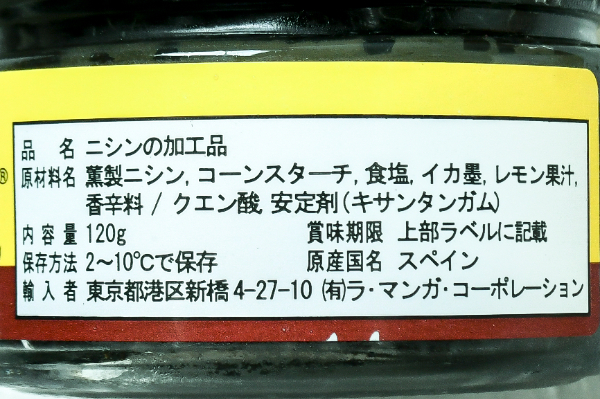 品 名 ニシンの加工品
原材料名 薫製ニシン, コーンスターチ, 食塩, イカ墨, レモン果汁,
香辛料 / クエン酸, 安定剤(キサンタンガム)
内 容 量 120g 賞味期限 上部ラベルに記載
保存方法 2〜10℃で保存 原産国名 スペイン
輸 入 者 東京都港区新橋4-27-10 (有)ラ・マンガ・コーポレーション
®